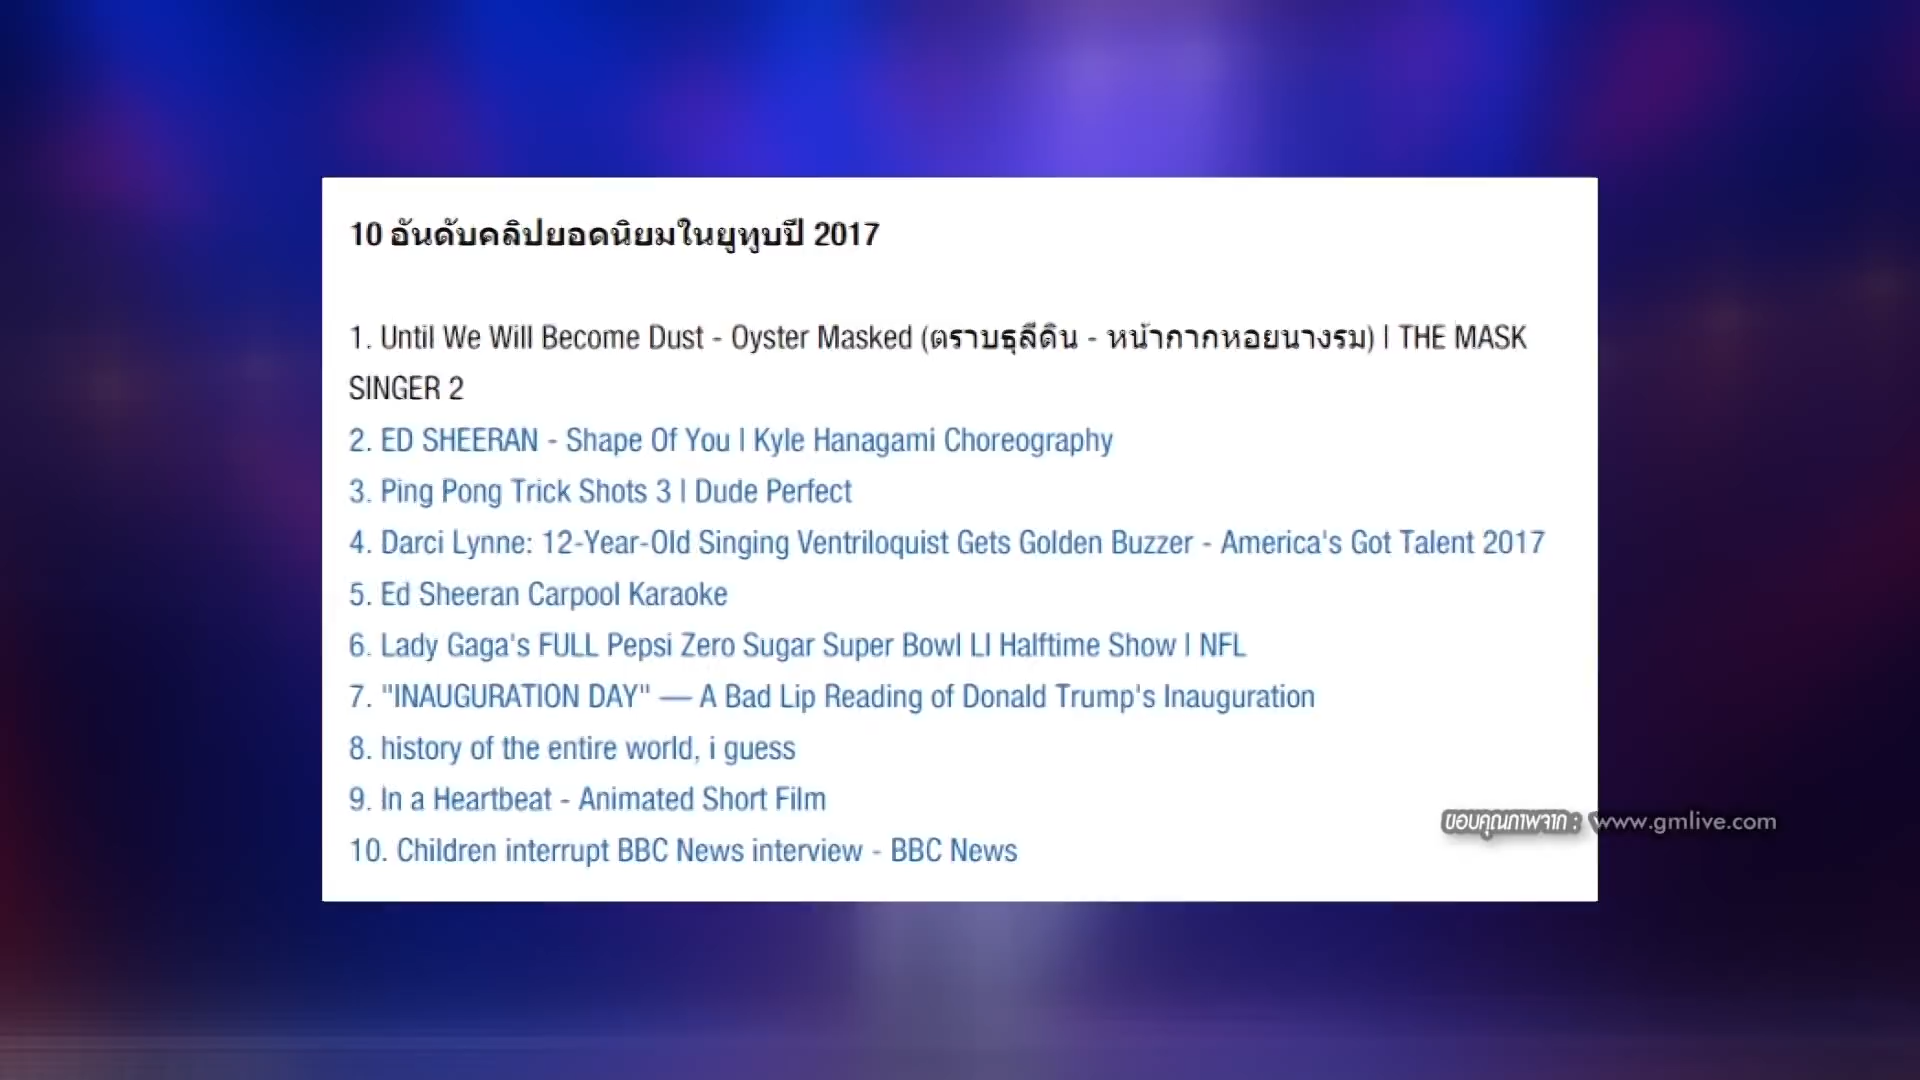 10 อันดับคลิปยอดนิยมในยูทูบปี 2017
1. Until We Will Become Dust - Oyster Masked (ตราบธุลีดิน - หน้ากากหอยนางรม) | THE MASK
SINGER 2
2. ED SHEERAN - Shape Of You | Kyle Hanagami Choreography
3. Ping Pong Trick Shots 3 | Dude Perfect
4. Darci Lynne: 12-Year-Old Singing Ventriloquist Gets Golden Buzzer - America's Got Talent 2017
5. Ed Sheeran Carpool Karaoke
6. Lady Gaga's FULL Pepsi Zero Sugar Super Bowl LI Halftime Show | NFL
7. "INAUGURATION DAY" — A Bad Lip Reading of Donald Trump's Inauguration
8. history of the entire world, i guess
9. In a Heartbeat - Animated Short Film
ขอบคุณภาพจาก : www.gmlive.com
10. Children interrupt BBC News interview - BBC News